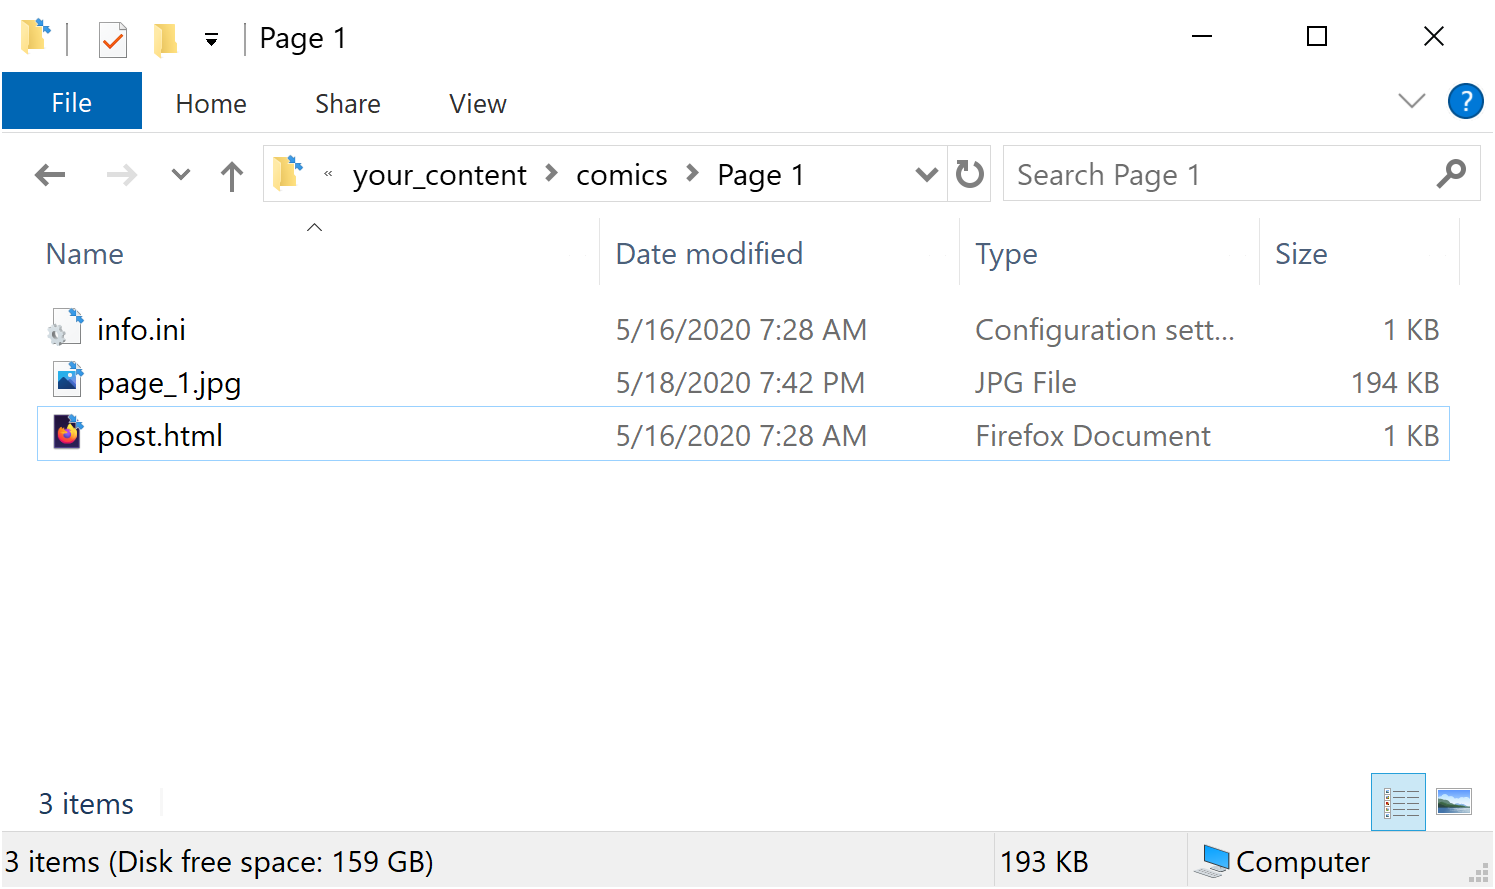 Page 1
File Home Share View ?
« your_content > comics > Page 1 Search Page 1
Name Date modified Type Size
info.ini 5/16/2020 7:28 AM Configuration sett... 1 KB
page_1.jpg 5/18/2020 7:42 PM JPG File 194 KB
post.html 5/16/2020 7:28 AM Firefox Document 1 KB
3 items
3 items (Disk free space: 159 GB) 193 KB Computer